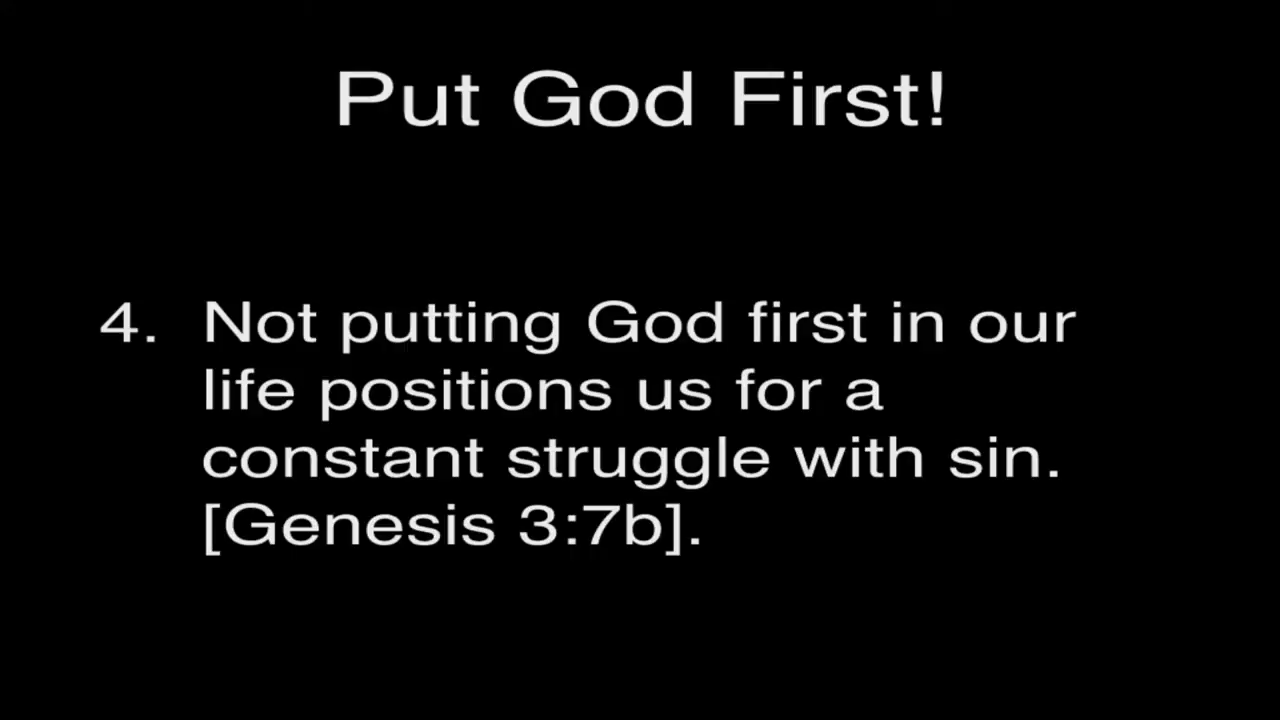 Put God First!
4. Not putting God first in our
life positions us for a
constant struggle with sin.
[Genesis 3:7b].